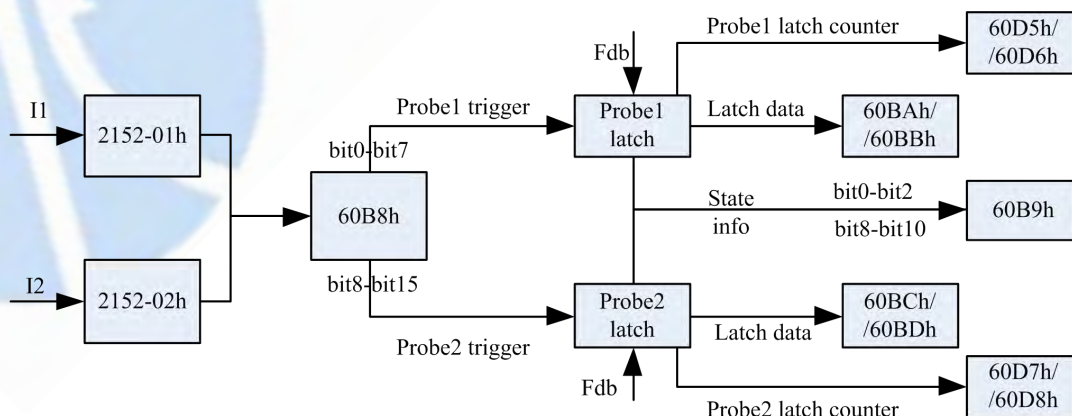 Probe1 latch counter
60D5h/
/60D6h
Fdb
I1
2152-01h
Probe1 trigger
Probe1
latch
Latch data
60BAh/
/60BBh
bit0-bit7
60B8h
State
info
bit0-bit2
bit8-bit10
60B9h
I2
2152-02h
bit8-bit15
Probe2 trigger
Probe2
latch
Latch data
60BCh/
/60BDh
Fdb
Probe2 latch counter
60D7h/
/60D8h